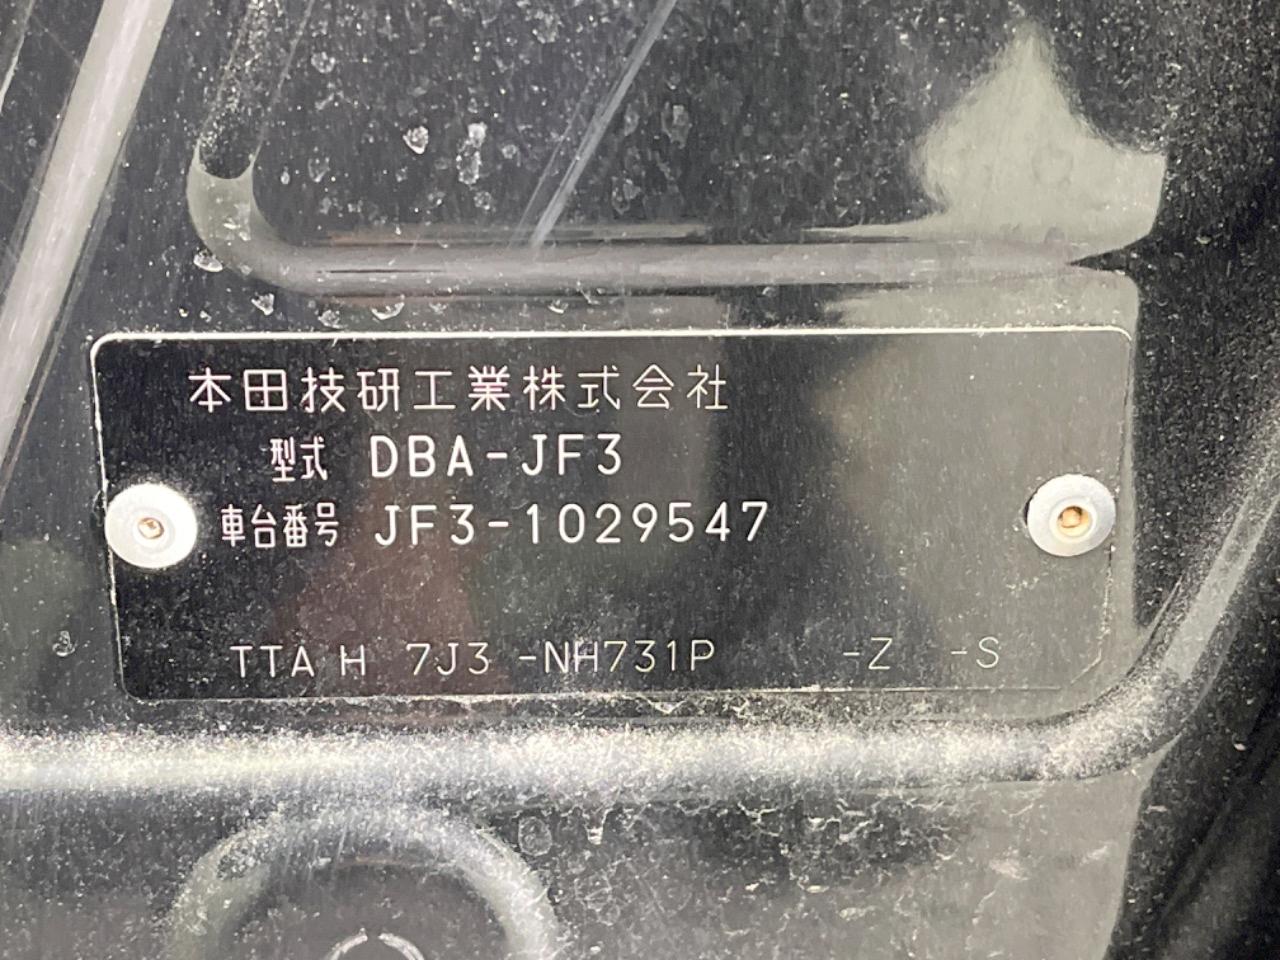 本田技研工業株式会社
型式 DBA-JF3
車台番号 JF3-1029547
TTA H 7J3 -NH731P -Z -S